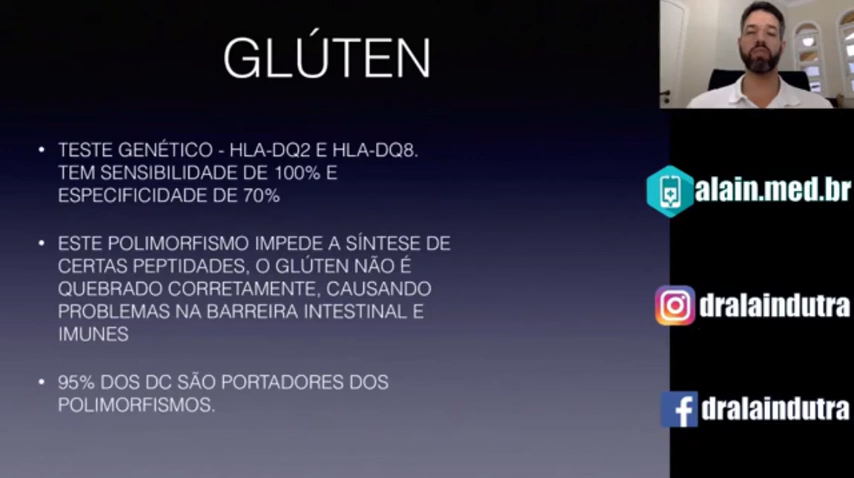 GLÚTEN
• TESTE GENÉTICO - HLA-DQ2 E HLA-DQ8.
TEM SENSIBILIDADE DE 100% E
ESPECIFICIDADE DE 70%
• ESTE POLIMORFISMO IMPEDE A SÍNTESE DE
CERTAS PEPTIDADES, O GLÚTEN NÃO É
QUEBRADO CORRETAMENTE, CAUSANDO
PROBLEMAS NA BARREIRA INTESTINAL E
IMUNES
• 95% DOS DC SÃO PORTADORES DOS
POLIMORFISMOS.
alain.med.br
dralaindutra
dralaindutra